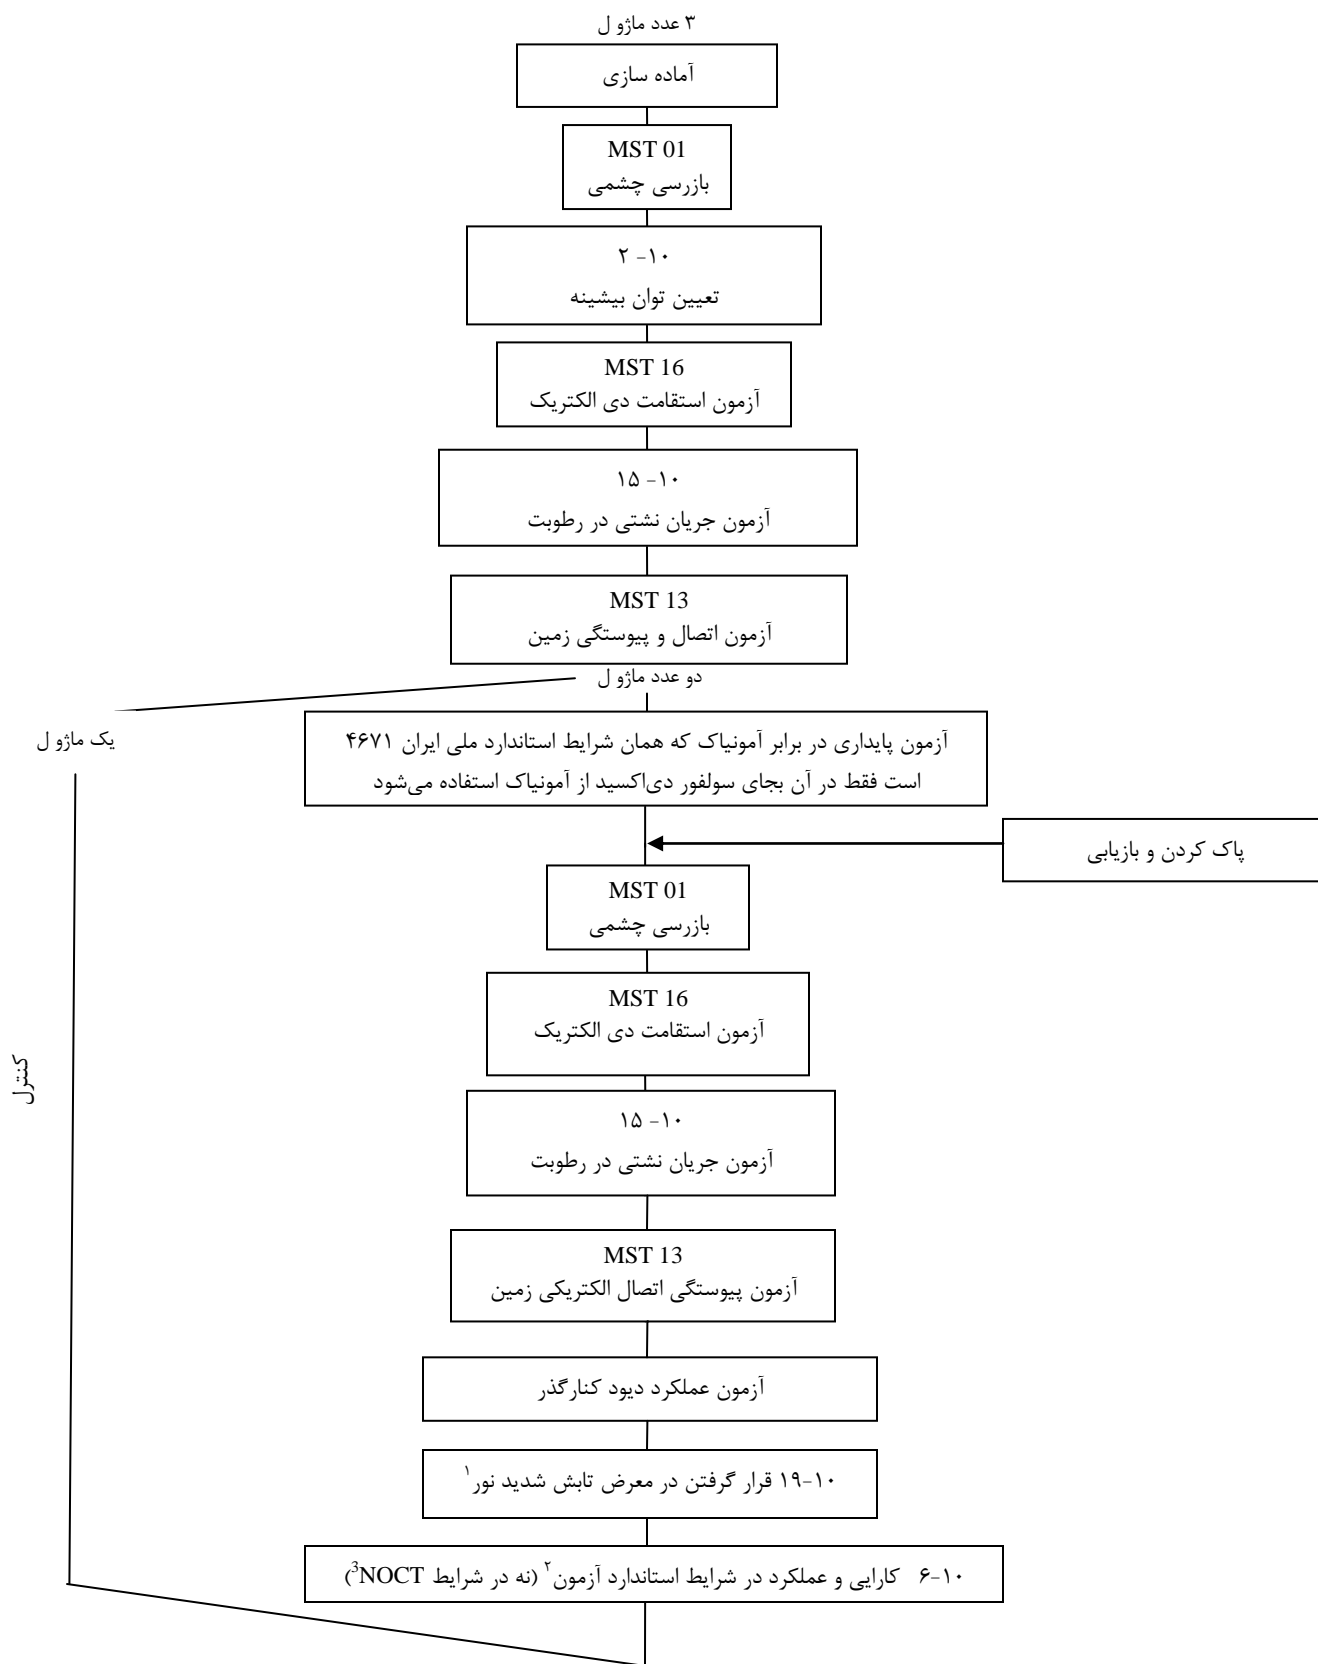 ۳ عدد ماژو ل
آماده سازی
MST 01
بازرسی چشمی
۲ -۱۰
تعیین توان بیشینه
MST 16
آزمون استقامت دی الکتریک
۱۵ -۱۰
آزمون جریان نشتی در رطوبت
MST 13
آزمون اتصال و پیوستگی زمین
دو عدد ماژو ل
یک ماژو ل
آزمون پایداری در برابر آمونیاک که همان شرایط استاندارد ملی ایران ۴۶۷۱
است فقط در آن بجای سولفور دی‌اکسید از آمونیاک استفاده می‌شود
پاک کردن و بازیابی
MST 01
بازرسی چشمی
MST 16
آزمون استقامت دی الکتریک
کنترل
۱۵ -۱۰
آزمون جریان نشتی در رطوبت
MST 13
آزمون پیوستگی اتصال الکتریکی زمین
آزمون عملکرد دیود کنارگذر
۱۹-۱۰ قرار گرفتن در معرض تابش شدید نور۱
۶-۱۰ کارایی و عملکرد در شرایط استاندارد آزمون۲ (نه در شرایط NOCT3)